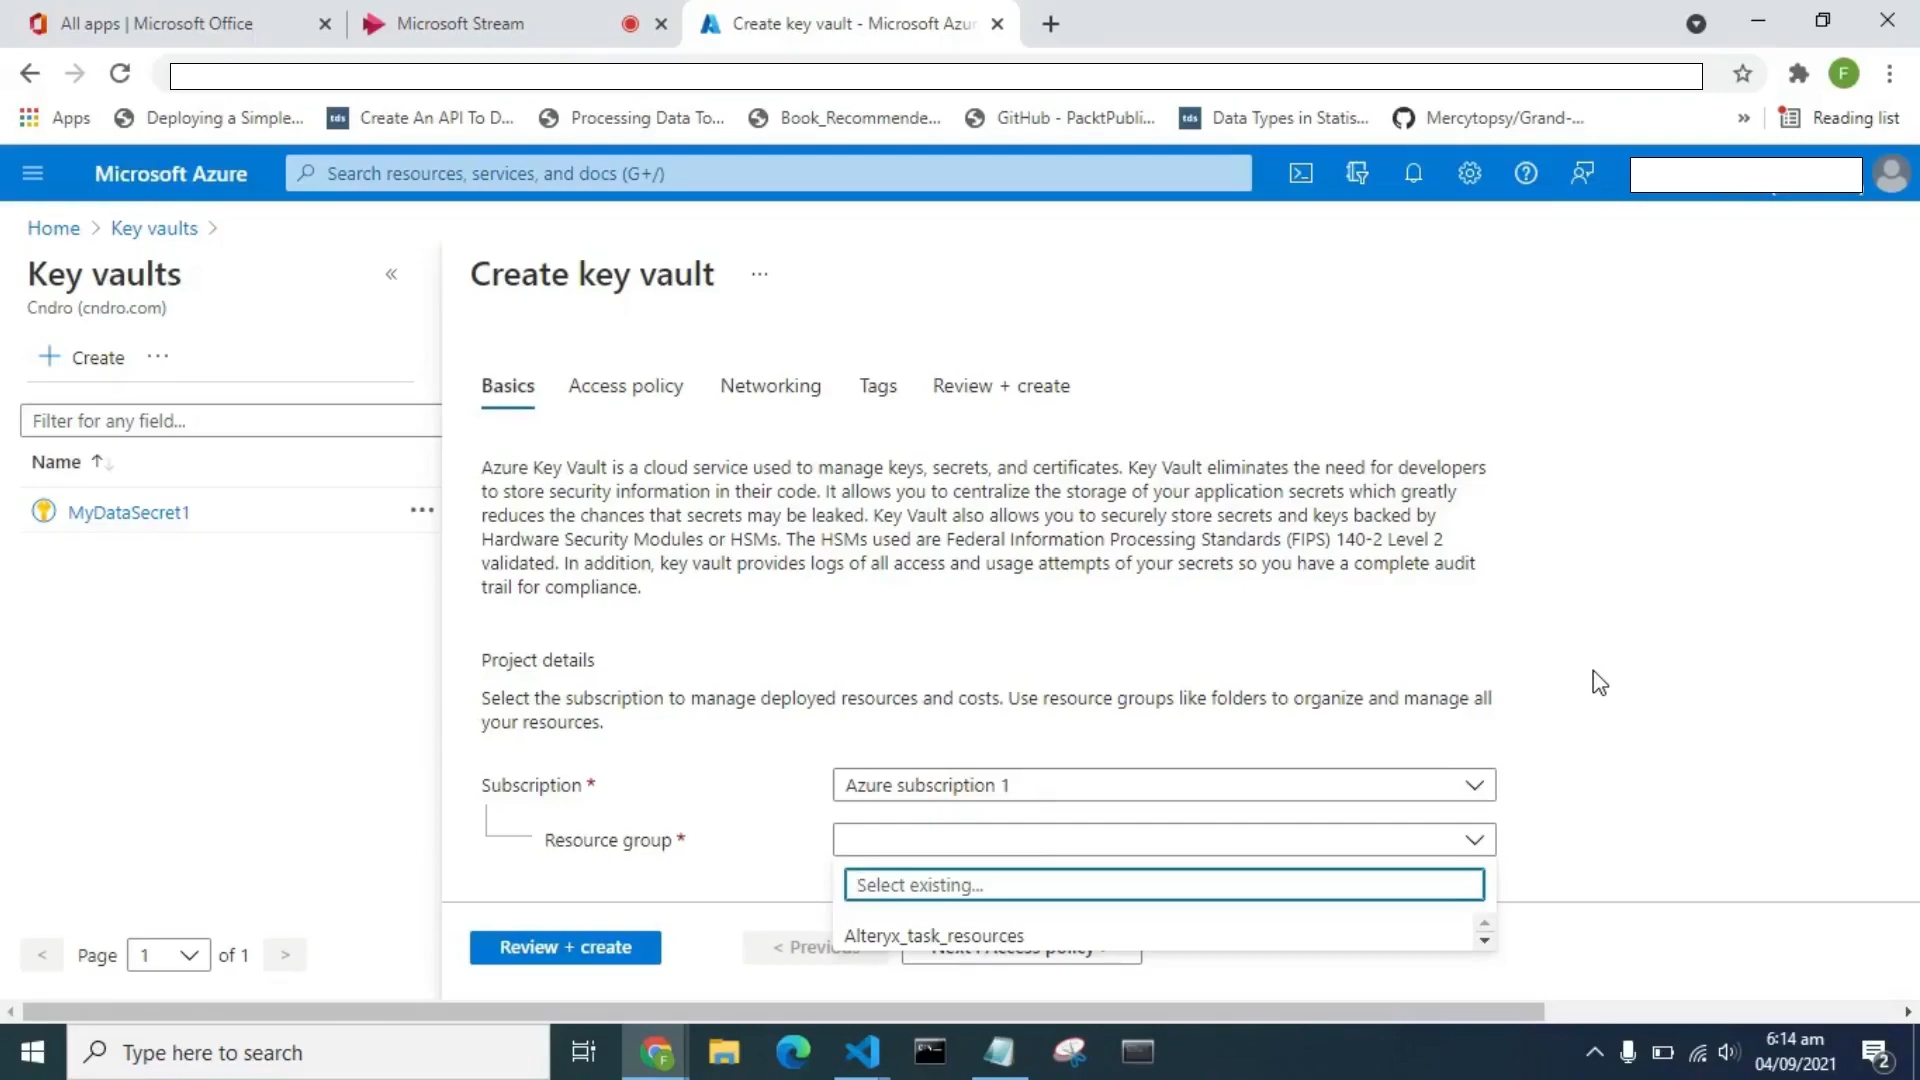 All apps | Microsoft Office
Microsoft Stream
Create key vault - Microsoft Azur
F
Apps
Deploying a Simple...
tds
Create An API To D...
Processing Data To...
Book_Recommende...
GitHub - PacktPubli...
tds
Data Types in Statis...
Mercytopsy/Grand-...
»
Reading list
Microsoft Azure
Search resources, services, and docs (G+/)
Home > Key vaults >
Key vaults
«
Cndro (cndro.com)
+ Create ...
Filter for any field...
Name ↑↓
MyDataSecret1
...
< Page 1 of 1 >
Create key vault ...
Basics Access policy Networking Tags Review + create
Azure Key Vault is a cloud service used to manage keys, secrets, and certificates. Key Vault eliminates the need for developers
to store security information in their code. It allows you to centralize the storage of your application secrets which greatly
reduces the chances that secrets may be leaked. Key Vault also allows you to securely store secrets and keys backed by
Hardware Security Modules or HSMs. The HSMs used are Federal Information Processing Standards (FIPS) 140-2 Level 2
validated. In addition, key vault provides logs of all access and usage attempts of your secrets so you have a complete audit
trail for compliance.
Project details
Select the subscription to manage deployed resources and costs. Use resource groups like folders to organize and manage all
your resources.
Subscription *
Azure subscription 1
Resource group *
Select existing...
Alteryx_task_resources
Review + create
< Previous
Next : Access policy >
Type here to search
F
6:14 am
04/09/2021
2